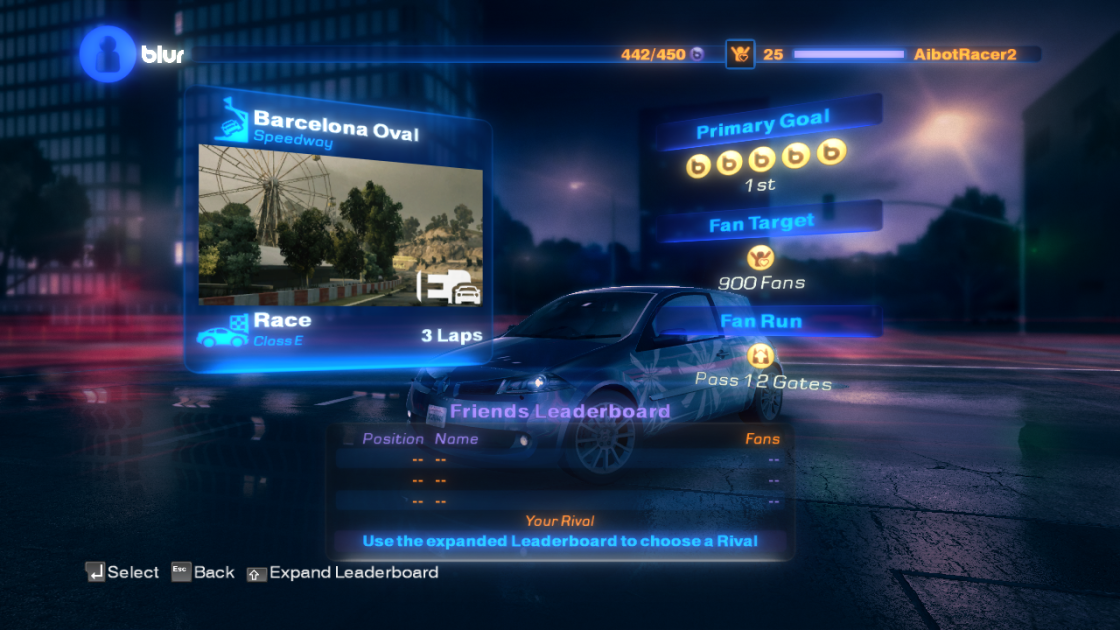 blur
442/450
25
AibotRacer2
Barcelona Oval
Speedway
Race
Class E
3 Laps
Primary Goal
1st
Fan Target
900 Fans
Fan Run
Pass 12 Gates
Friends Leaderboard
Position Name Fans
-- -- --
-- -- --
-- -- --
Your Rival
Use the expanded Leaderboard to choose a Rival
Select Esc Back Expand Leaderboard